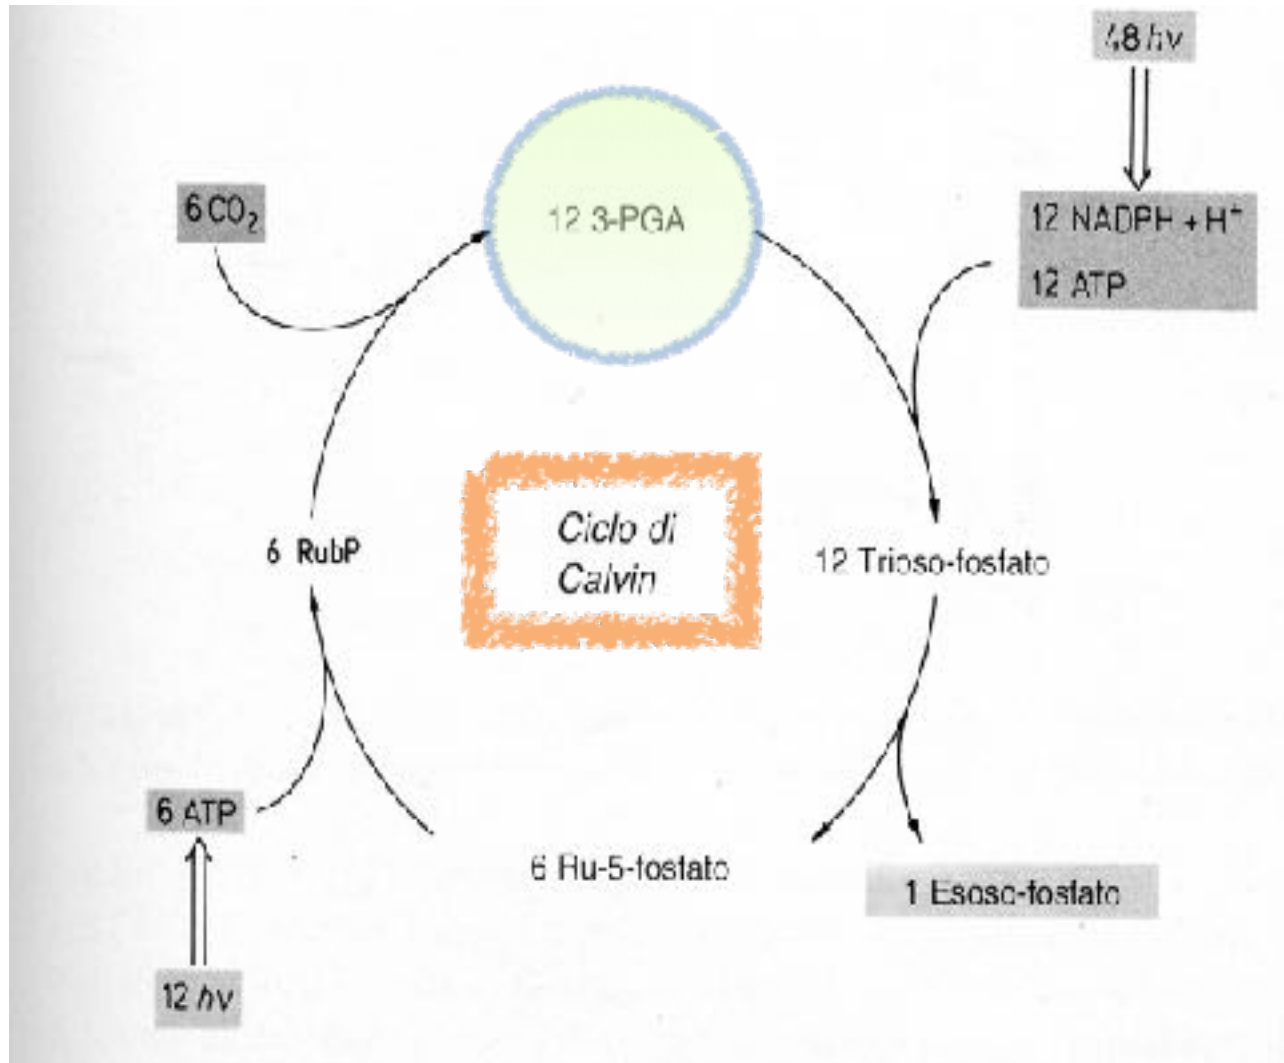 48 hν
6 CO₂
12 3-PGA
12 NADPH + H⁺
12 ATP
Ciclo di
Calvin
6 RubP
12 Trioso-fosfato
6 ATP
6 Ru-5-fosfato
1 Esoso-fosfato
12 hν